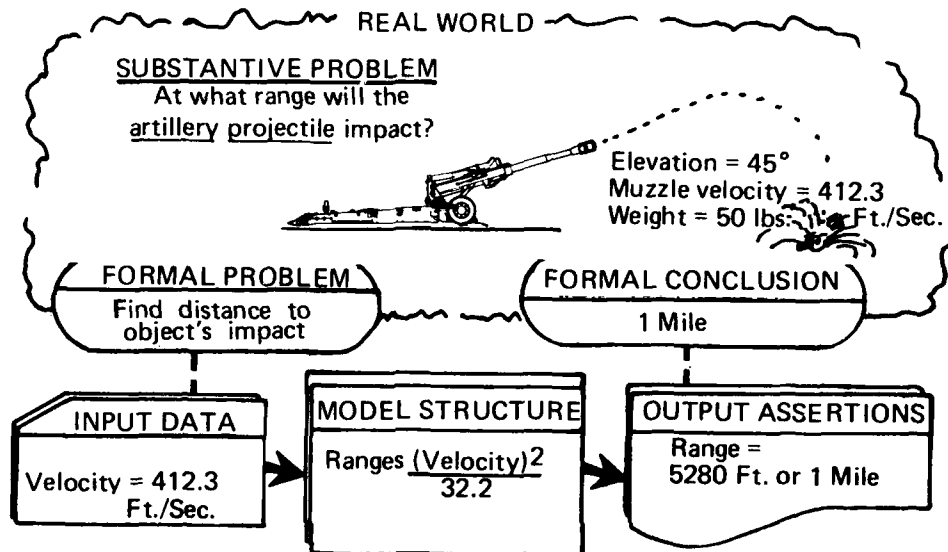 REAL WORLD
SUBSTANTIVE PROBLEM
At what range will the
artillery projectile impact?
Elevation = 45°
Muzzle velocity = 412.3
Weight = 50 lbs. Ft./Sec.
FORMAL PROBLEM
Find distance to
object's impact
FORMAL CONCLUSION
1 Mile
INPUT DATA
Velocity = 412.3
Ft./Sec.
MODEL STRUCTURE
Ranges (Velocity)2
32.2
OUTPUT ASSERTIONS
Range =
5280 Ft. or 1 Mile